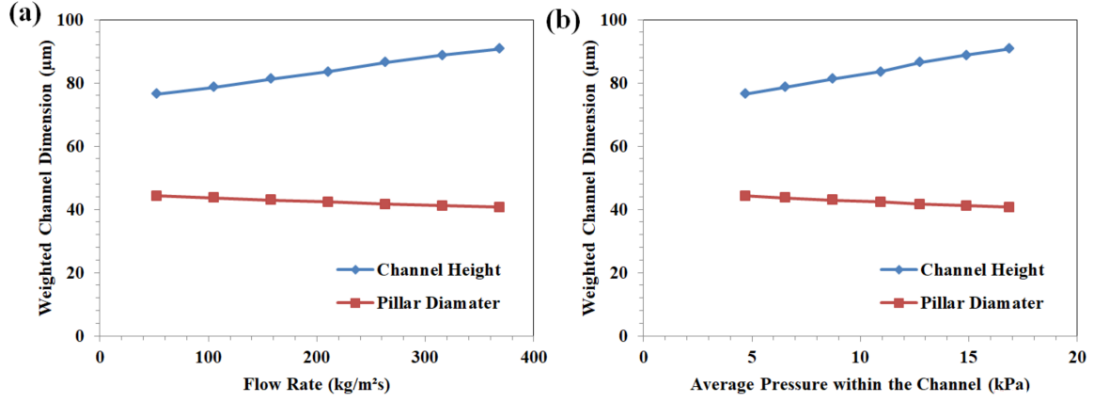 (a)
Weighted Channel Dimension (µm)
100
80
60
40
20
0
Channel Height
Pillar Diamater
0 100 200 300 400
Flow Rate (kg/m²s)
(b)
Weighted Channel Dimension (µm)
100
80
60
40
20
0
Channel Height
Pillar Diamater
0 5 10 15 20
Average Pressure within the Channel (kPa)